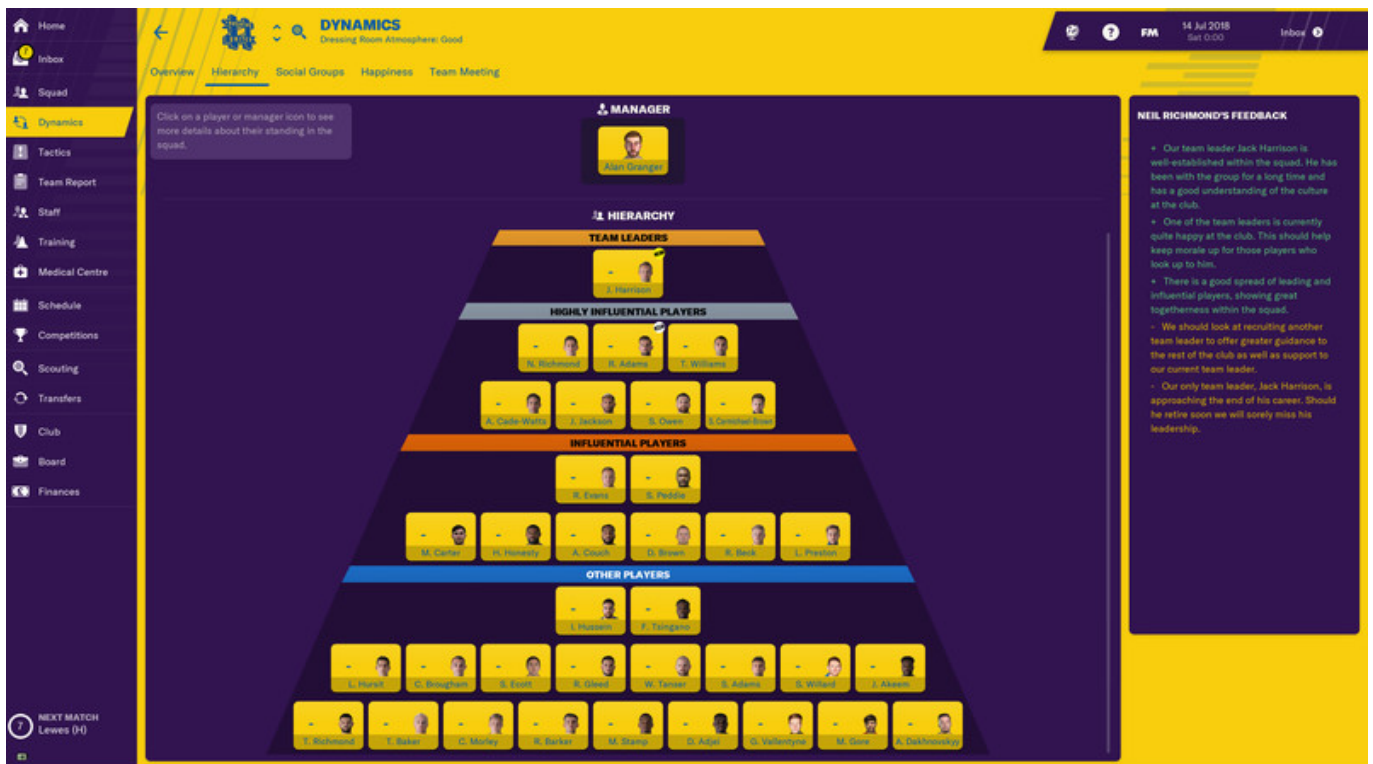 Home
Inbox
7
Squad
Dynamics
Tactics
Team Report
Staff
Training
Medical Centre
Schedule
Competitions
Scouting
Transfers
Club
Board
Finances
7
NEXT MATCH
Lewes (H)
DYNAMICS
Dressing Room Atmosphere: Good
?
FM
14 Jul 2018
Sat 0:00
Inbox
Overview Hierarchy Social Groups Happiness Team Meeting
Click on a player or manager icon to see
more details about their standing in the
squad.
MANAGER
Alan Granger
HIERARCHY
TEAM LEADERS
-
J. Harrison
HIGHLY INFLUENTIAL PLAYERS
- - -
N. Richmond R. Adams T. Williams
- - - -
A. Cade-Watts J. Jackson S. Owen S. Carmichael-Brown
INFLUENTIAL PLAYERS
- -
R. Evans S. Peddie
- - - - - -
M. Carter H. Honesty A. Couch D. Brown R. Beck L. Preston
OTHER PLAYERS
- -
I. Hussein F. Tsingano
- - - - - - - -
L. Hursit C. Brougham S. Ecott R. Gleed W. Tanner S. Adams S. Willard J. Akeem
- - - - - - - - -
T. Richmond T. Baker C. Morley R. Barker M. Stamp D. Adjei G. Vallentyne M. Gore A. Dakhnovskyy
NEIL RICHMOND'S FEEDBACK
+ Our team leader Jack Harrison is
well-established within the squad. He has
been with the group for a long time and
has a good understanding of the culture
at the club.
+ One of the team leaders is currently
quite happy at the club. This should help
keep morale up for those players who
look up to him.
+ There is a good spread of leading and
influential players, showing great
togetherness within the squad.
- We should look at recruiting another
team leader to offer greater guidance to
the rest of the club as well as support to
our current team leader.
- Our only team leader, Jack Harrison, is
approaching the end of his career. Should
he retire soon we will sorely miss his
leadership.